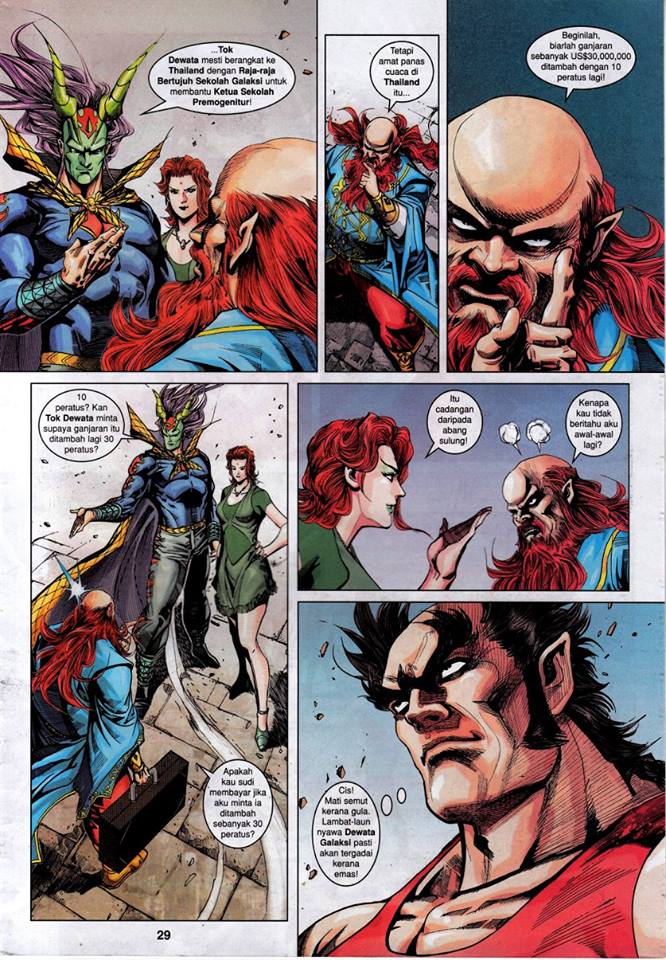 ...Tok
Dewata mesti berangkat ke
Thailand dengan Raja-raja
Bertujuh Sekolah Galaksi untuk
membantu Ketua Sekolah
Premogenitur!
Tetapi
amat panas
cuaca di
Thailand
itu...
Beginilah,
biarlah ganjaran
sebanyak US$30,000,000
ditambah dengan 10
peratus lagi!
10
peratus? Kan
Tok Dewata minta
supaya ganjaran itu
ditambah lagi 30
peratus?
Apakah
kau sudi
membayar jika
aku minta ia
ditambah
sebanyak 30
peratus?
Itu
cadangan
daripada
abang
sulung!
Kenapa
kau tidak
beritahu aku
awal-awal
lagi?
Cis!
Mati semut
kerana gula.
Lambat-laun
nyawa Dewata
Galaksi pasti
akan tergadai
kerana
emas!
29